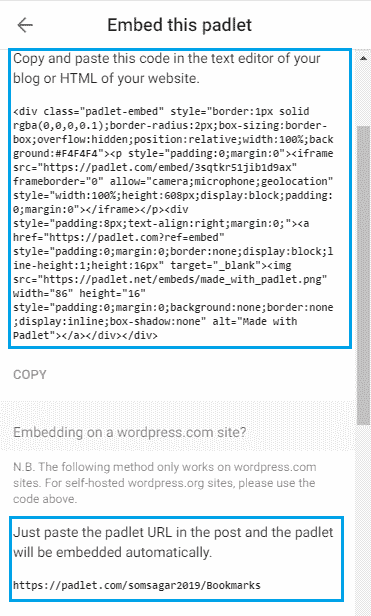 Embed this padlet
Copy and paste this code in the text editor of your
blog or HTML of your website.
<div class="padlet-embed" style="border:1px solid
rgba(0,0,0,0.1);border-radius:2px;box-sizing:border-
box;overflow:hidden;position:relative;width:100%;back
ground:#F4F4F4"><p style="padding:0;margin:0"><iframe
src="https://padlet.com/embed/3sqtkr51jib1d9ax"
frameborder="0" allow="camera;microphone;geolocation"
style="width:100%;height:608px;display:block;padding:
0;margin:0"></iframe></p><div
style="padding:8px;text-align:right;margin:0;"><a
href="https://padlet.com?ref=embed"
style="padding:0;margin:0;border:none;display:block;l
ine-height:1;height:16px" target="_blank"><img
src="https://padlet.net/embeds/made_with_padlet.png"
width="86" height="16"
style="padding:0;margin:0;background:none;border:none
;display:inline;box-shadow:none" alt="Made with
Padlet"></a></div></div>
COPY
Embedding on a wordpress.com site?
N.B. The following method only works on wordpress.com
sites. For self-hosted wordpress.org sites, please use the
code above.
Just paste the padlet URL in the post and the padlet
will be embedded automatically.
https://padlet.com/somsagar2019/Bookmarks